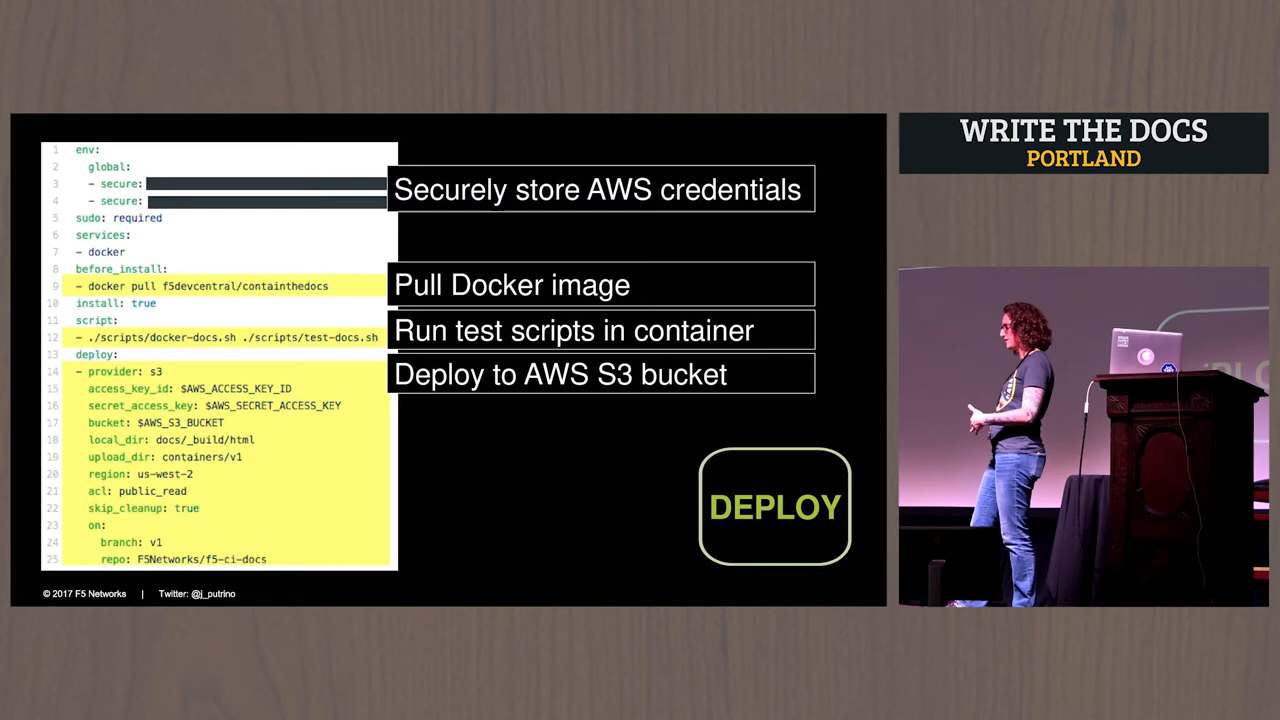 1 env:
2 global:
3 - secure:
4 - secure:
5 sudo: required
6 services:
7 - docker
8 before_install:
9 - docker pull f5devcentral/containthedocs
10 install: true
11 script:
12 - ./scripts/docker-docs.sh ./scripts/test-docs.sh
13 deploy:
14 - provider: s3
15 access_key_id: $AWS_ACCESS_KEY_ID
16 secret_access_key: $AWS_SECRET_ACCESS_KEY
17 bucket: $AWS_S3_BUCKET
18 local_dir: docs/_build/html
19 upload_dir: containers/v1
20 region: us-west-2
21 acl: public_read
22 skip_cleanup: true
23 on:
24 branch: v1
25 repo: F5Networks/f5-ci-docs
Securely store AWS credentials
Pull Docker image
Run test scripts in container
Deploy to AWS S3 bucket
DEPLOY
© 2017 F5 Networks | Twitter: @j_putrino
WRITE THE DOCS
PORTLAND